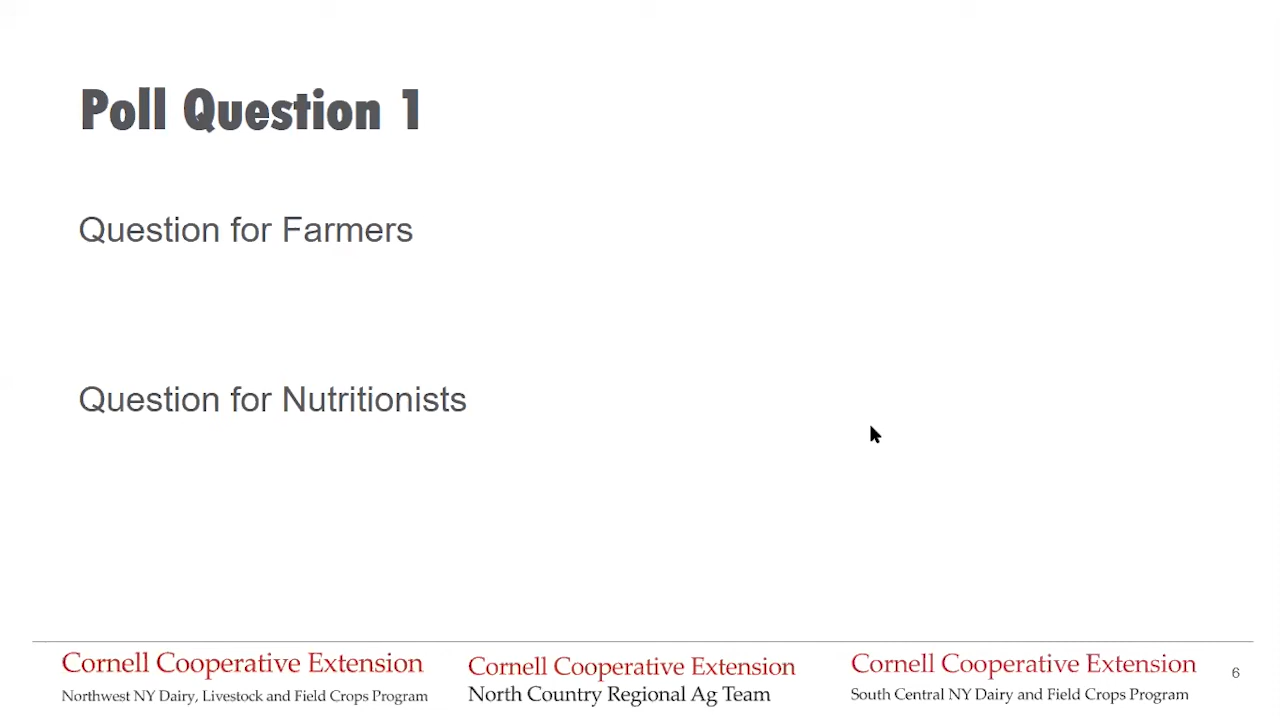 Poll Question 1
Question for Farmers
Question for Nutritionists
Cornell Cooperative Extension
Northwest NY Dairy, Livestock and Field Crops Program
Cornell Cooperative Extension
North Country Regional Ag Team
Cornell Cooperative Extension
South Central NY Dairy and Field Crops Program
6